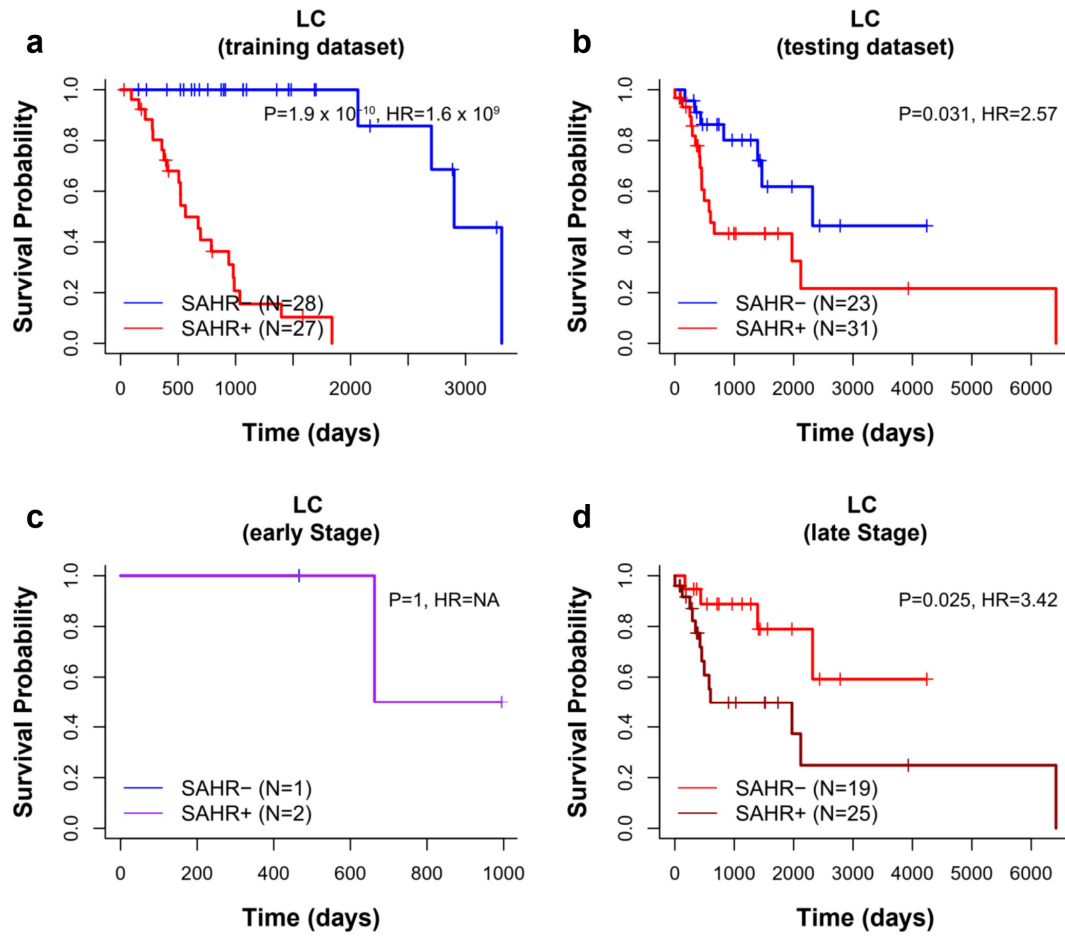 a
LC
(training dataset)
P=1.9 x 10⁻¹⁰, HR=1.6 x 10⁹
Survival Probability
1.0
0.8
0.6
0.4
0.2
0.0
SAHR− (N=28)
SAHR+ (N=27)
0 500 1000 2000 3000
Time (days)
b
LC
(testing dataset)
P=0.031, HR=2.57
Survival Probability
1.0
0.8
0.6
0.4
0.2
0.0
SAHR− (N=23)
SAHR+ (N=31)
0 1000 2000 3000 4000 5000 6000
Time (days)
c
LC
(early Stage)
P=1, HR=NA
Survival Probability
1.0
0.8
0.6
0.4
0.2
0.0
SAHR− (N=1)
SAHR+ (N=2)
0 200 400 600 800 1000
Time (days)
d
LC
(late Stage)
P=0.025, HR=3.42
Survival Probability
1.0
0.8
0.6
0.4
0.2
0.0
SAHR− (N=19)
SAHR+ (N=25)
0 1000 2000 3000 4000 5000 6000
Time (days)